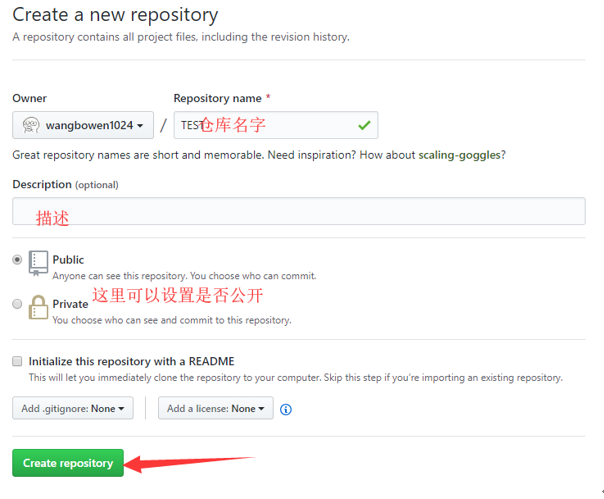 Create a new repository
A repository contains all project files, including the revision history.
Owner
Repository name *
wangbowen1024
/
TEST
仓库名字
Great repository names are short and memorable. Need inspiration? How about scaling-goggles?
Description (optional)
描述
Public
Anyone can see this repository. You choose who can commit.
这里可以设置是否公开
Private
You choose who can see and commit to this repository.
Initialize this repository with a README
This will let you immediately clone the repository to your computer. Skip this step if you're importing an existing repository.
Add .gitignore: None
Add a license: None
Create repository